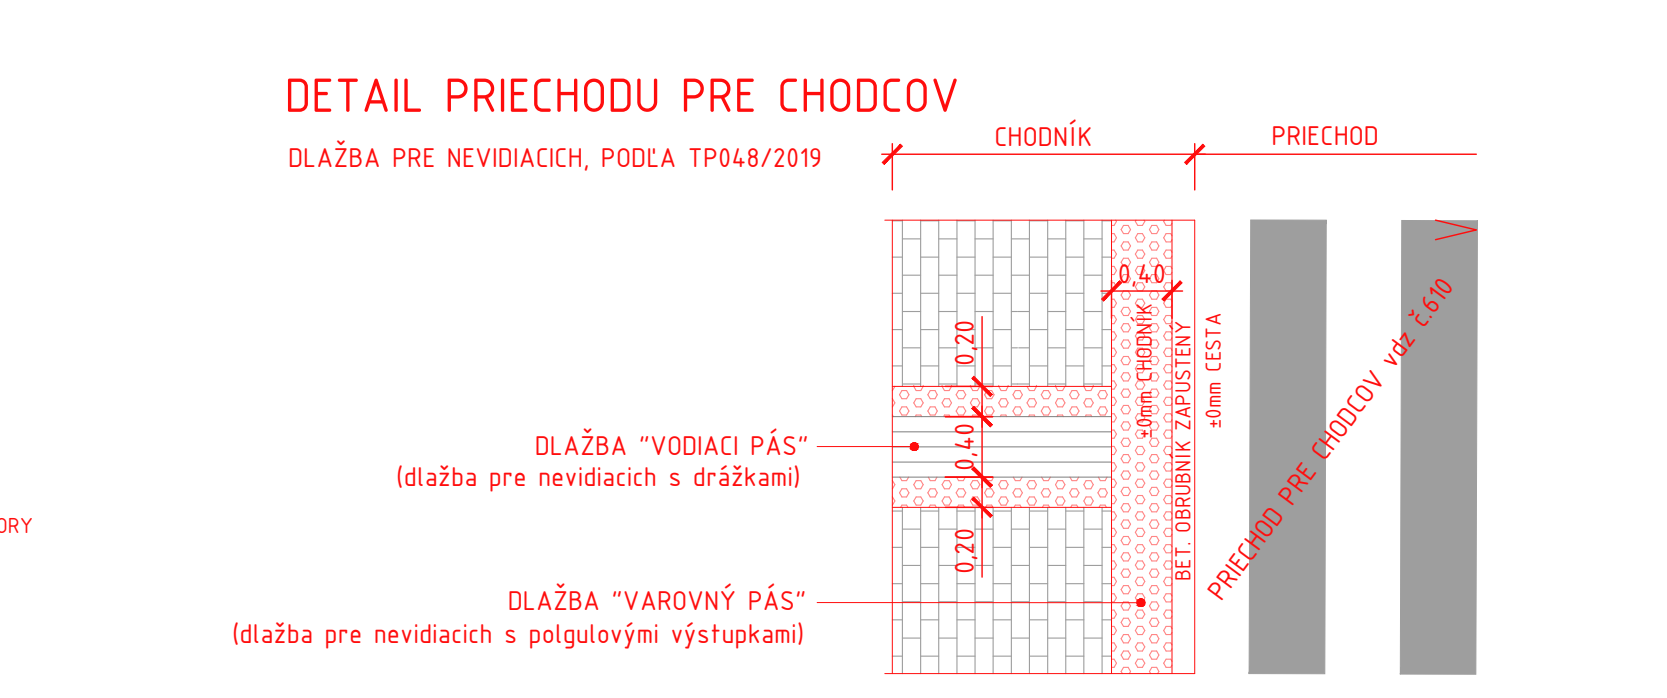 DETAIL PRIECHODU PRE CHODCOV
DLAŽBA PRE NEVIDIACICH, PODĽA TP048/2019
CHODNÍK
PRIECHOD
0,40
0,20
0,40
0,20
±0mm CHODNÍK
BET. OBRUBNÍK ZAPUSTENÝ
±0mm CESTA
PRIECHOD PRE CHODCOV vdz č.610
DLAŽBA "VODIACI PÁS"
(dlažba pre nevidiacich s drážkami)
ORY
DLAŽBA "VAROVNÝ PÁS"
(dlažba pre nevidiacich s polgulovými výstupkami)